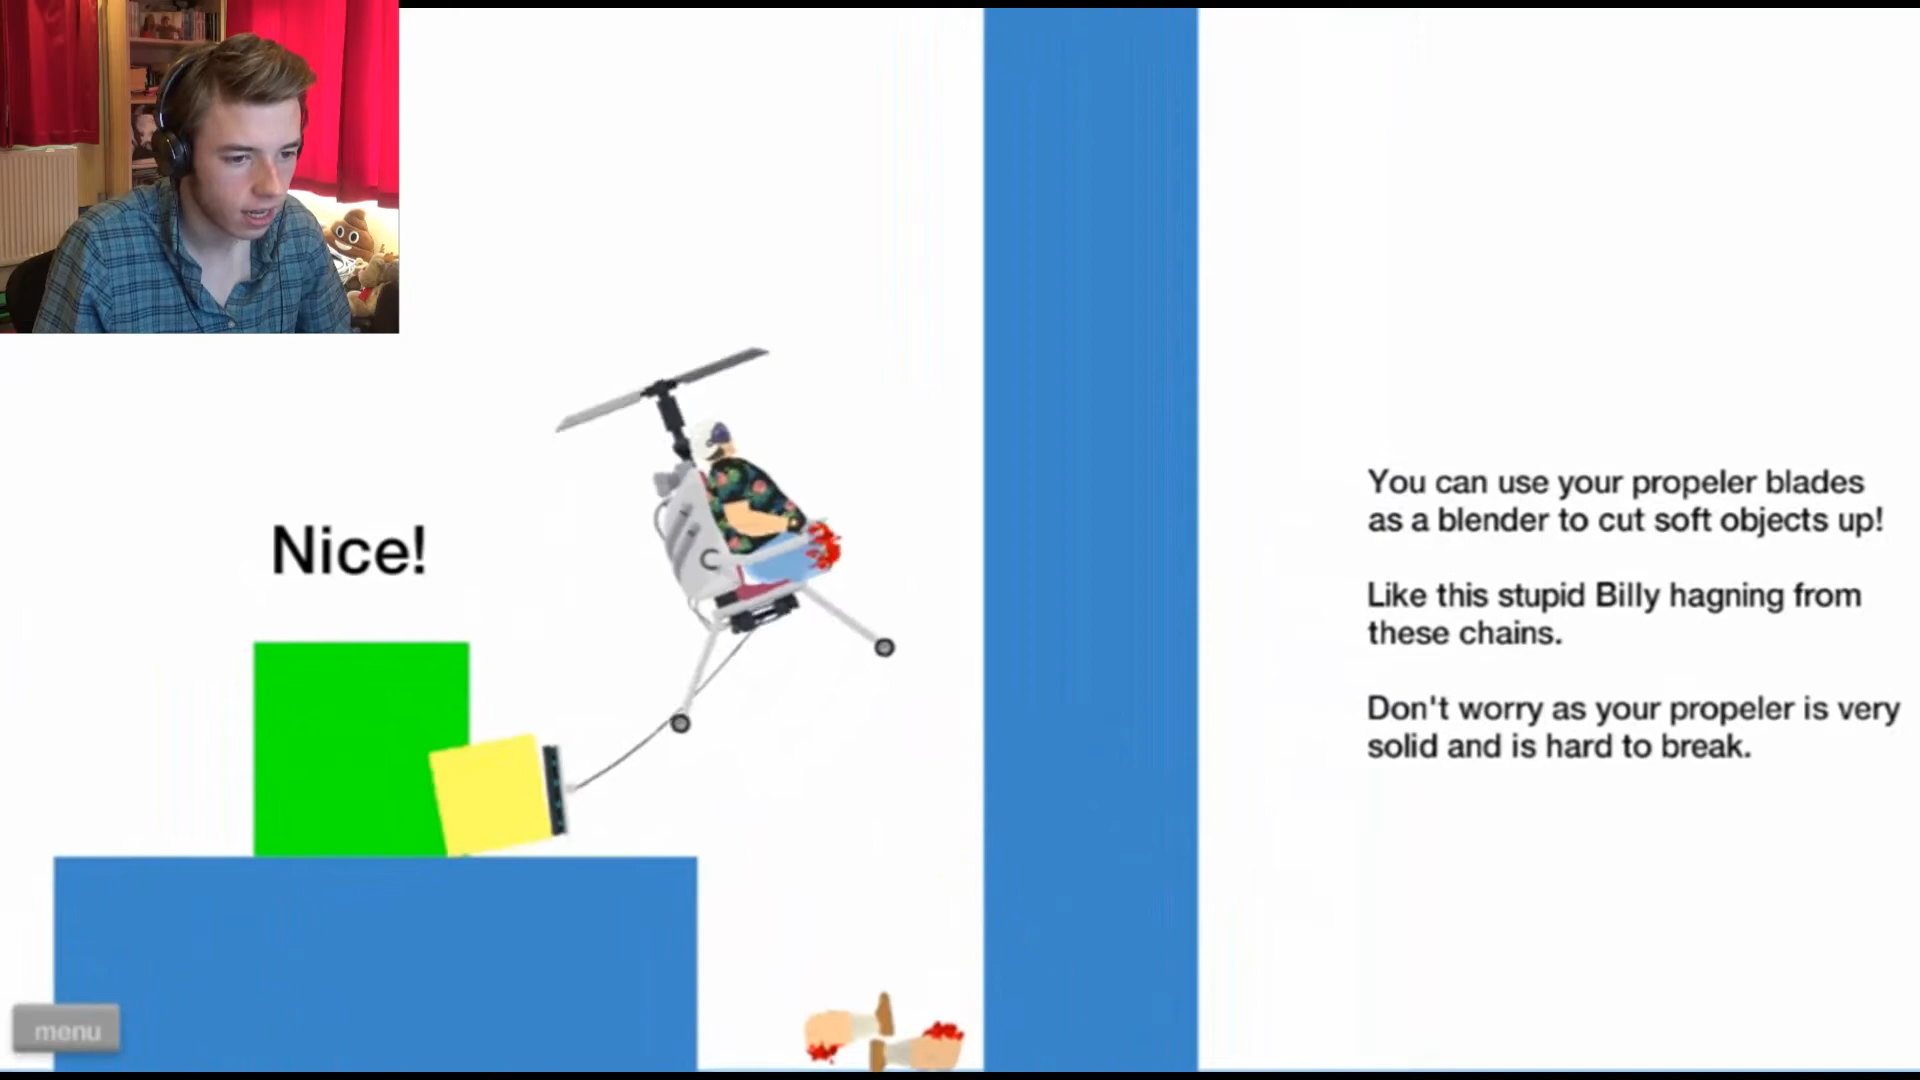 Nice!
You can use your propeler blades
as a blender to cut soft objects up!
Like this stupid Billy hagning from
these chains.
Don't worry as your propeler is very
solid and is hard to break.
menu